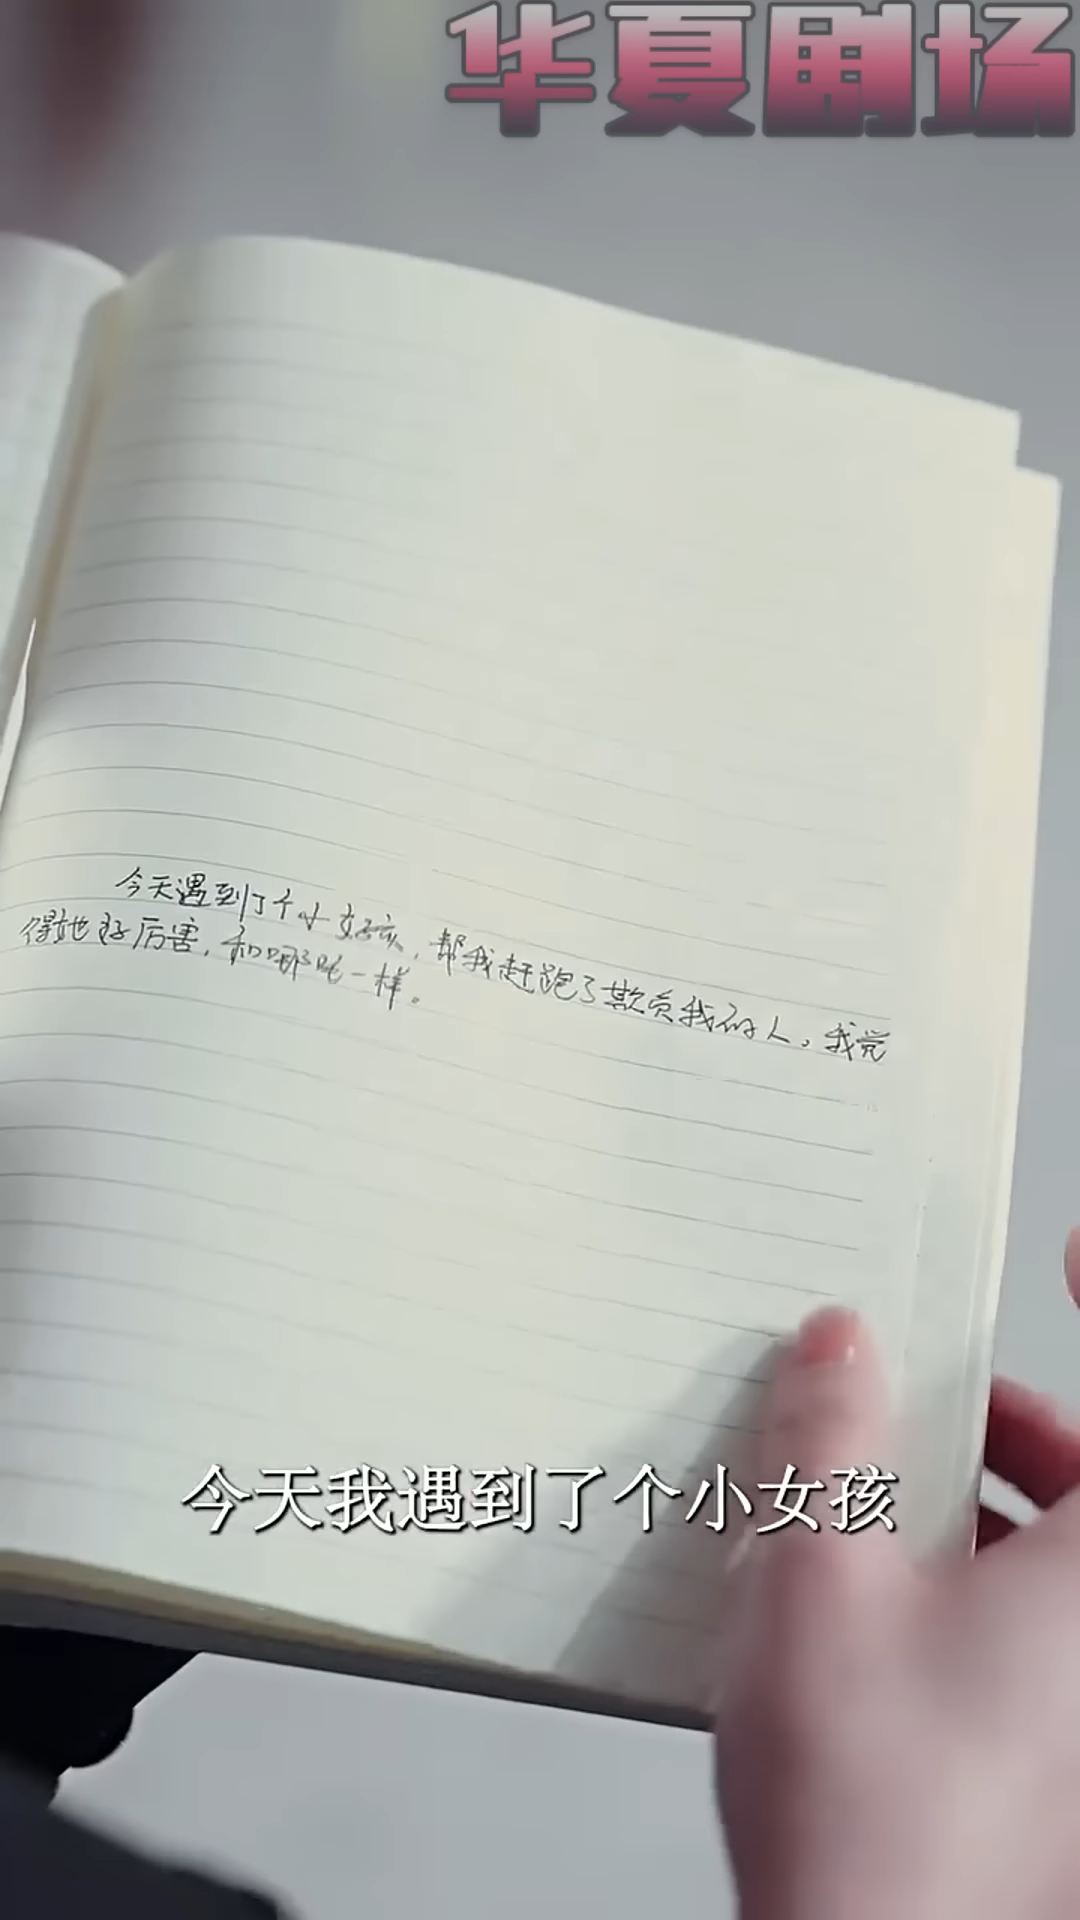 华夏剧场
今天遇到了个小女孩，帮我赶跑了欺负我的人，我觉
得她好厉害，和哪吒一样。
今天我遇到了个小女孩